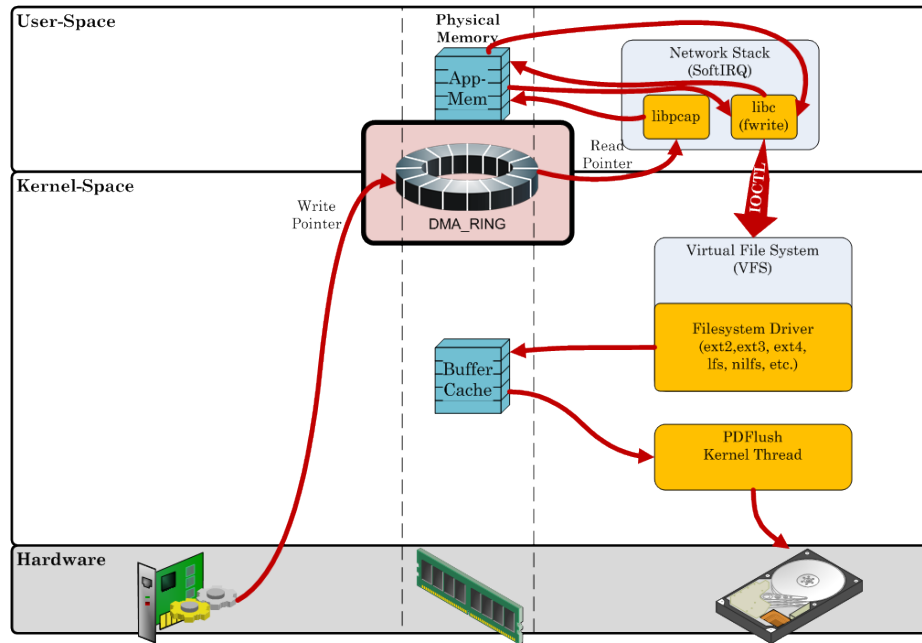 User-Space
Physical
Memory
Network Stack
(SoftIRQ)
App-
Mem
libpcap
libc
(fwrite)
Read
Pointer
IOCTL
Kernel-Space
Write
Pointer
DMA_RING
Virtual File System
(VFS)
Filesystem Driver
(ext2,ext3, ext4,
lfs, nilfs, etc.)
Buffer
Cache
PDFlush
Kernel Thread
Hardware